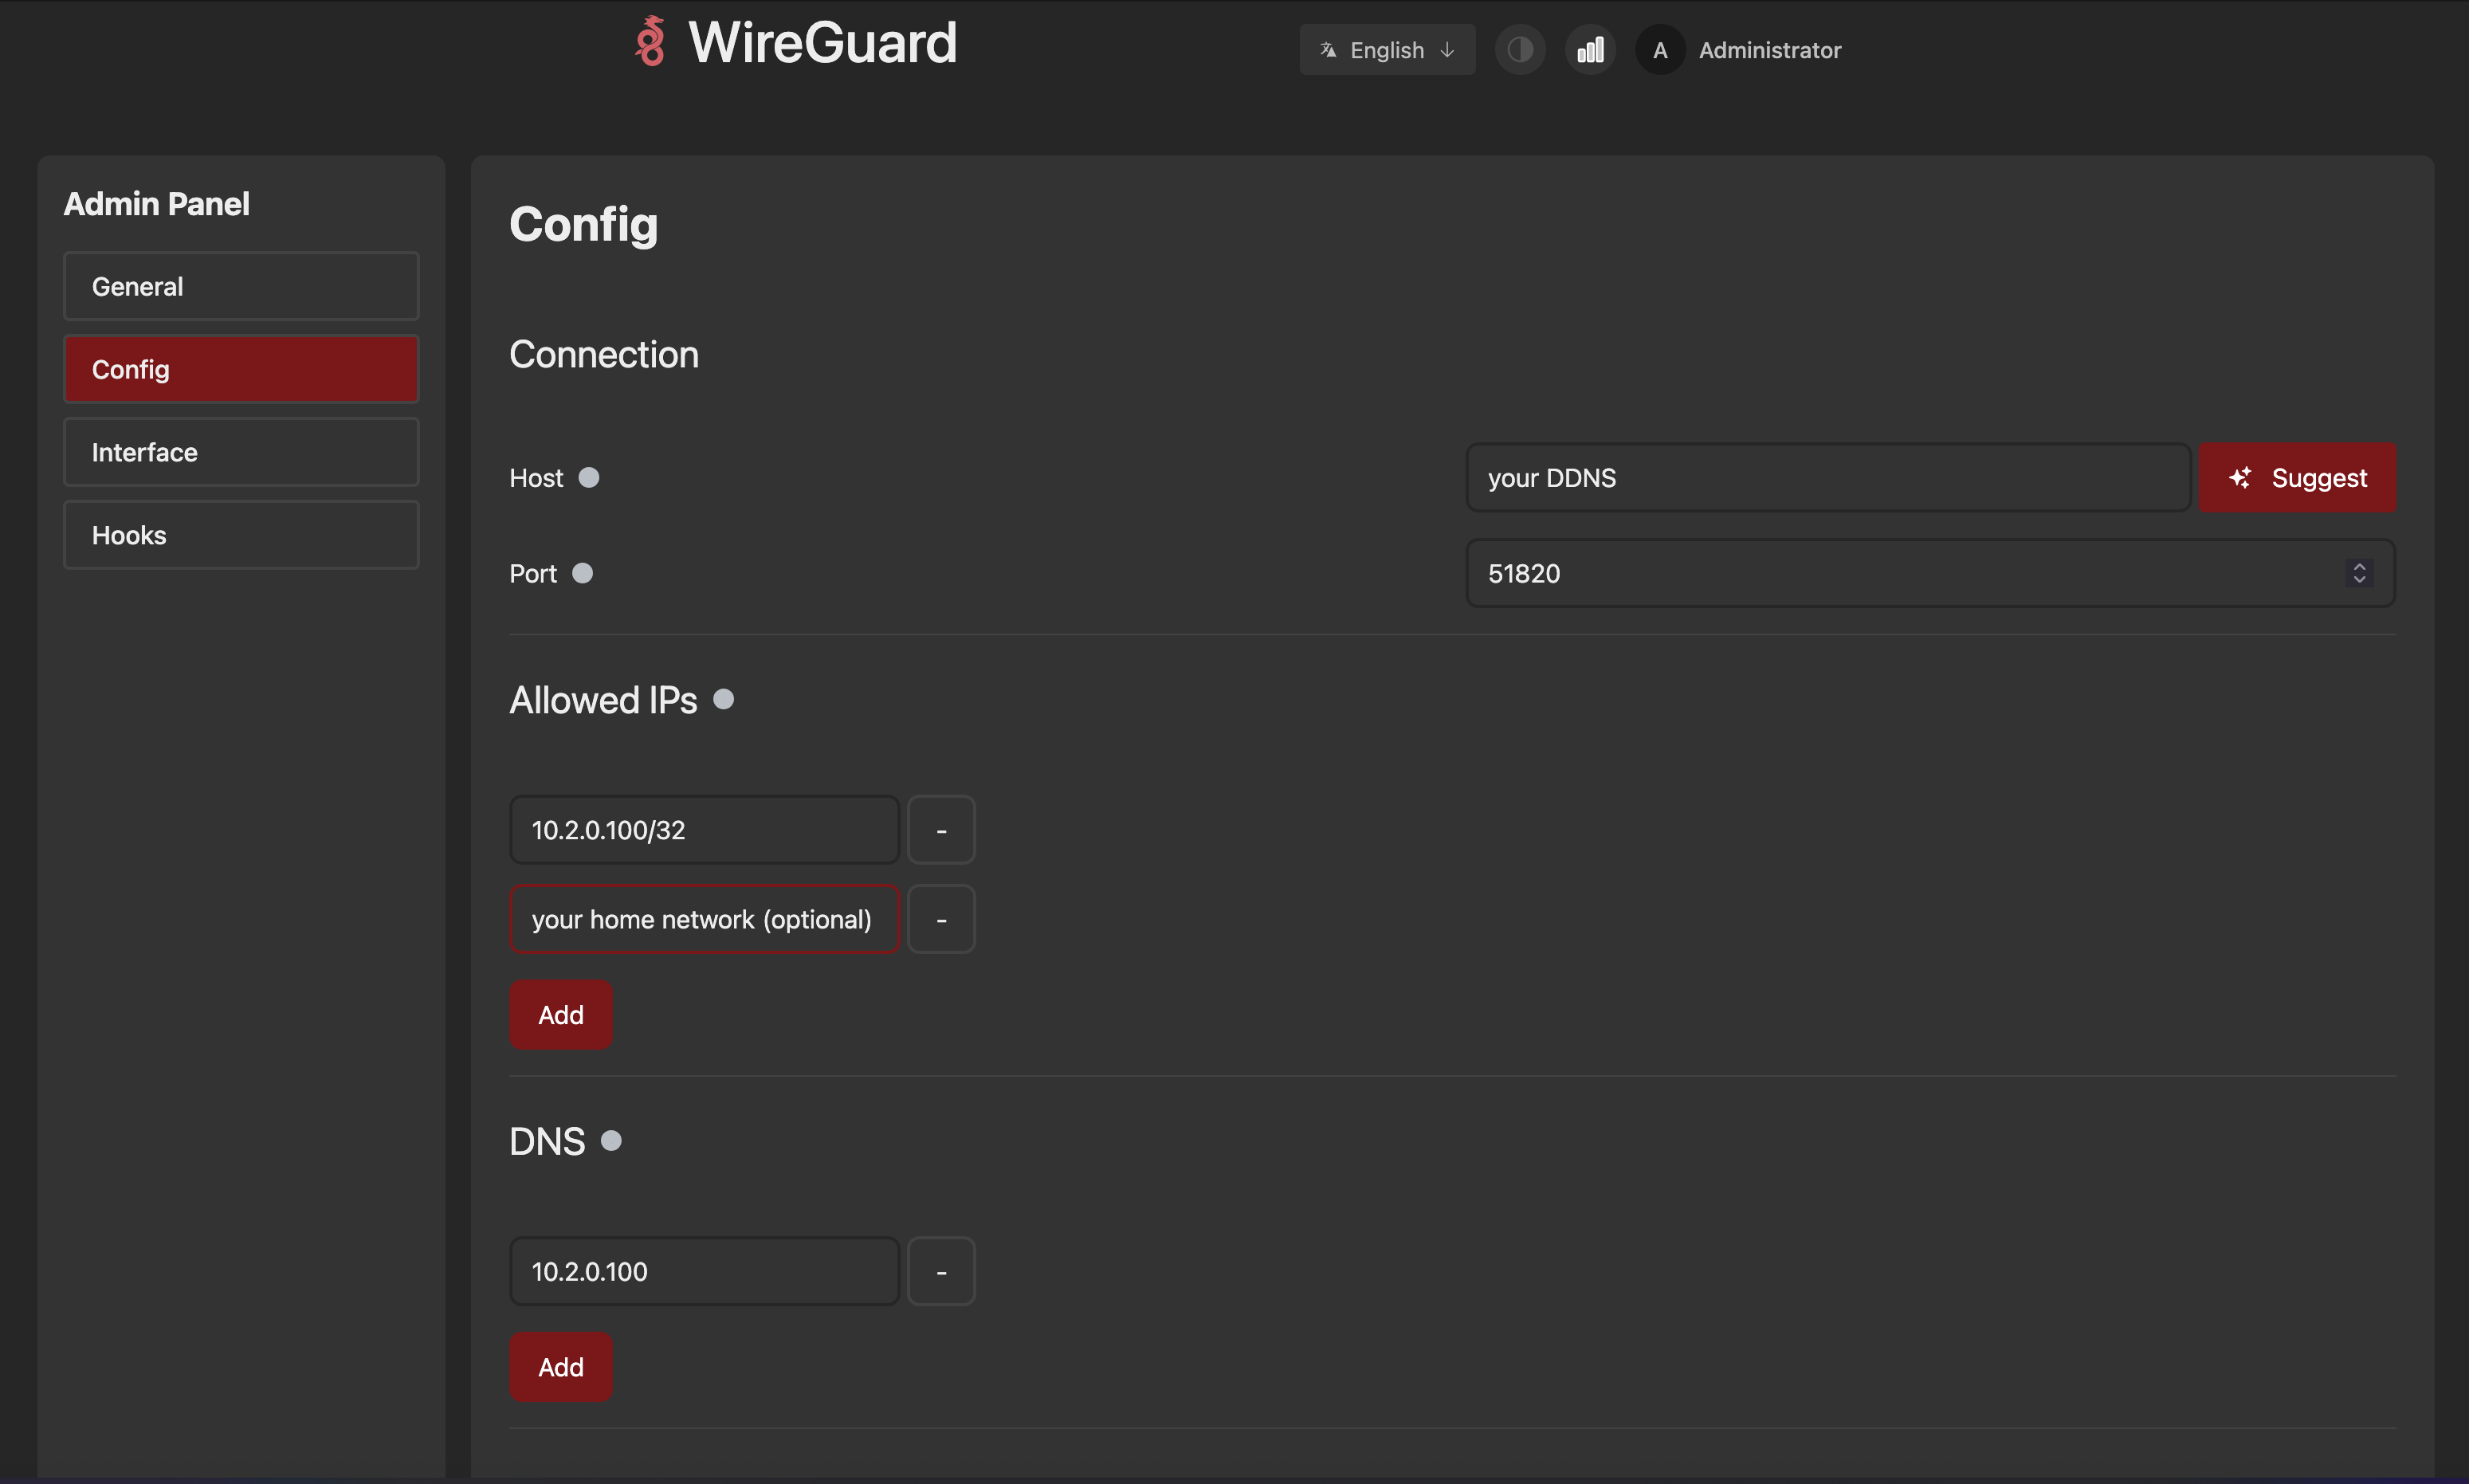 WireGuard
English
A Administrator
Admin Panel
General
Config
Interface
Hooks
Config
Connection
Host
your DDNS
Suggest
Port
51820
Allowed IPs
10.2.0.100/32
-
your home network (optional)
-
Add
DNS
10.2.0.100
-
Add